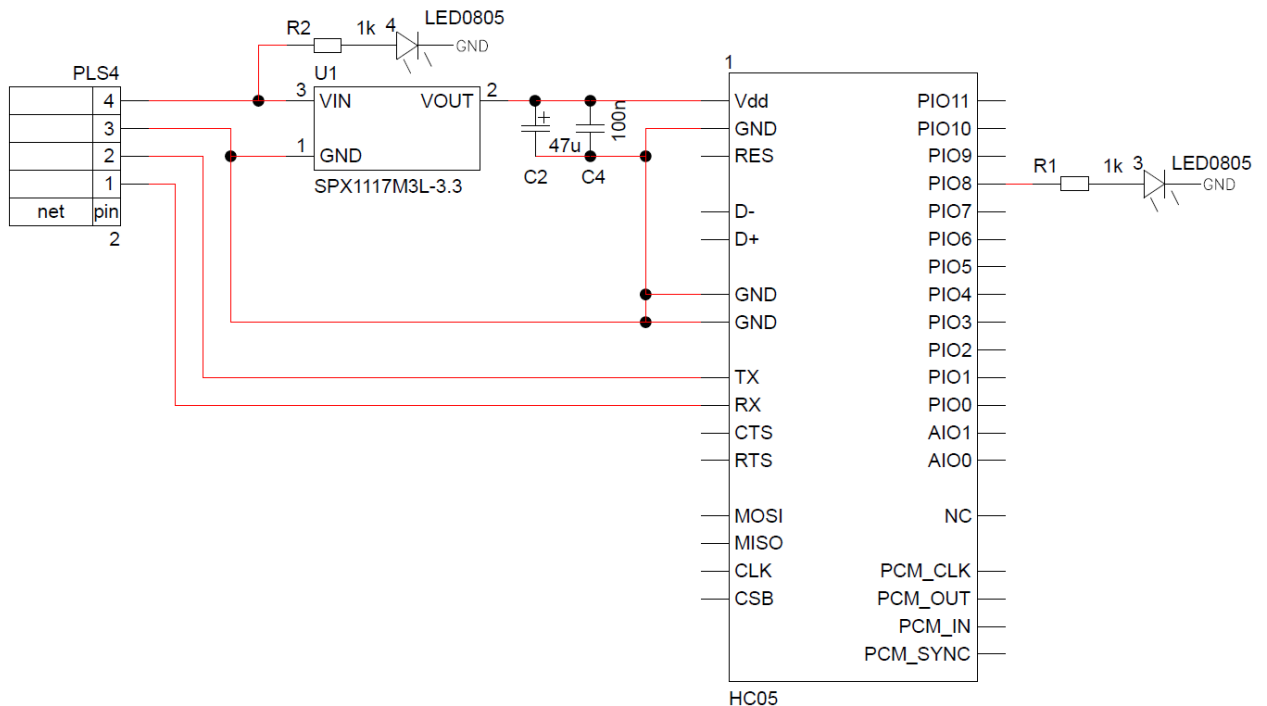 R2 1k 4 LED0805
GND
PLS4
4
3
2
1
net pin
2
U1
3 VIN VOUT 2
1 GND
SPX1117M3L-3.3
+
47u
100n
C2 C4
1
Vdd PIO11
GND PIO10
RES PIO9
PIO8
D- PIO7
D+ PIO6
PIO5
GND PIO4
GND PIO3
PIO2
TX PIO1
RX PIO0
CTS AIO1
RTS AIO0
MOSI NC
MISO
CLK PCM_CLK
CSB PCM_OUT
PCM_IN
PCM_SYNC
HC05
R1 1k 3 LED0805
GND